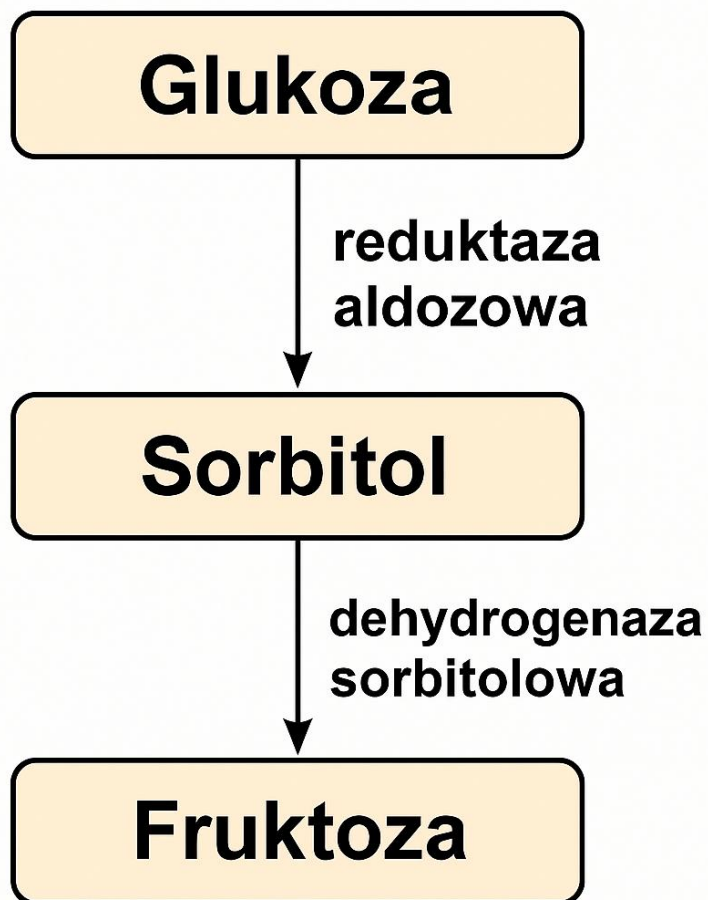 Glukoza
reduktaza
aldozowa
Sorbitol
dehydrogenaza
sorbitolowa
Fruktoza